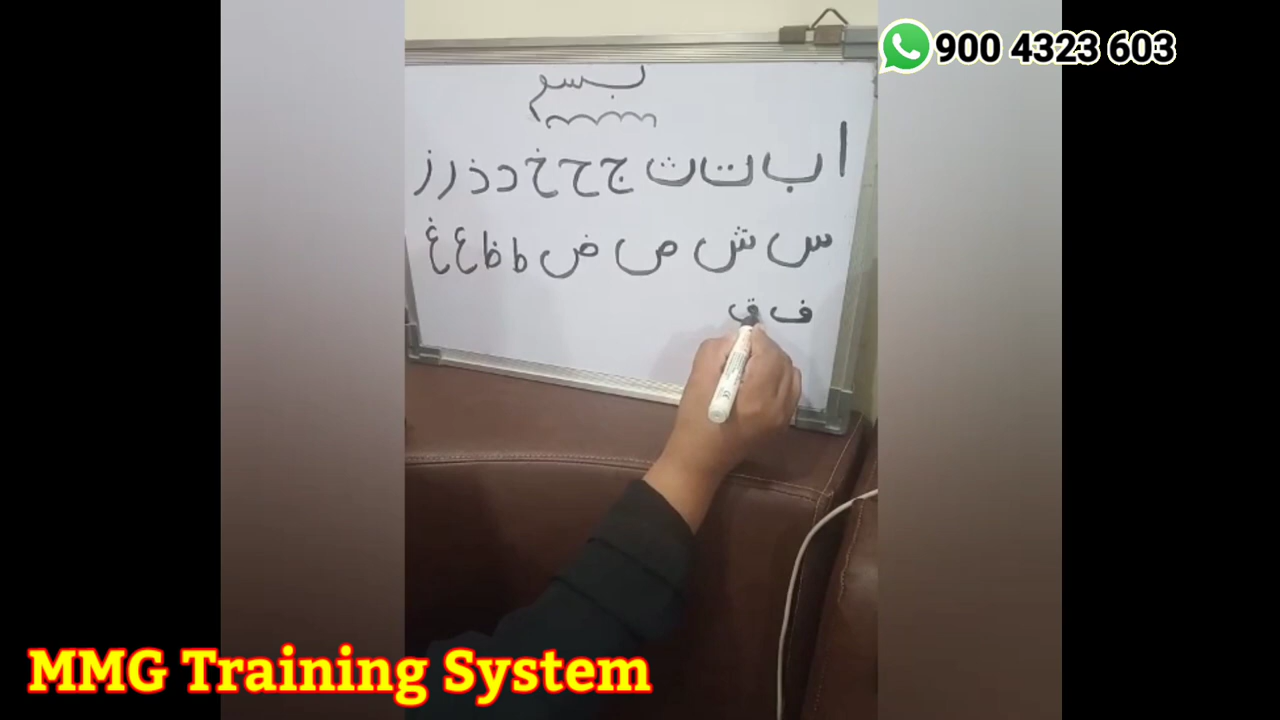 900 4323 603
بسم
ا ب ت ث ج ح خ د ذ ر ز
س ش ص ض ط ظ ع غ
ف ق
MMG Training System